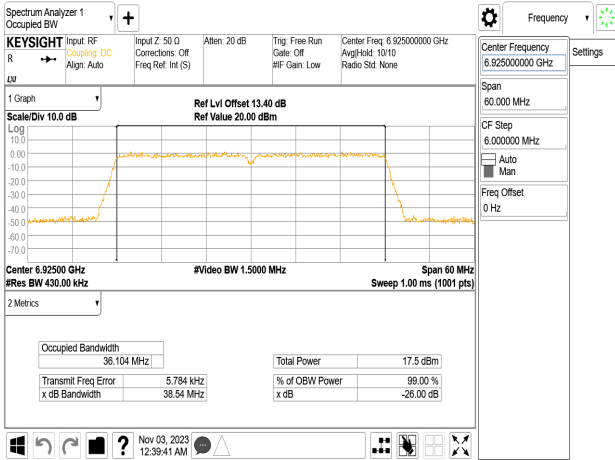 Spectrum Analyzer 1
Occupied BW
Frequency
KEYSIGHT
R
LXI
Input: RF
Coupling: DC
Align: Auto
Input Z: 50 Ω
Corrections: Off
Freq Ref: Int (S)
Atten: 20 dB
Trig: Free Run
Gate: Off
#IF Gain: Low
Center Freq: 6.925000000 GHz
Avg|Hold: 10/10
Radio Std: None
Center Frequency
6.925000000 GHz
Settings
Span
60.000 MHz
CF Step
6.000000 MHz
Auto
Man
Freq Offset
0 Hz
1 Graph
Ref Lvl Offset 13.40 dB
Scale/Div 10.0 dB
Ref Value 20.00 dBm
Log
10.0
0.00
-10.0
-20.0
-30.0
-40.0
-50.0
-60.0
-70.0
Center 6.92500 GHz
#Video BW 1.5000 MHz
Span 60 MHz
#Res BW 430.00 kHz
Sweep 1.00 ms (1001 pts)
2 Metrics
Occupied Bandwidth
36.104 MHz
Total Power 17.5 dBm
Transmit Freq Error 5.784 kHz
% of OBW Power 99.00 %
x dB Bandwidth 38.54 MHz
x dB -26.00 dB
?
Nov 03, 2023
12:39:41 AM